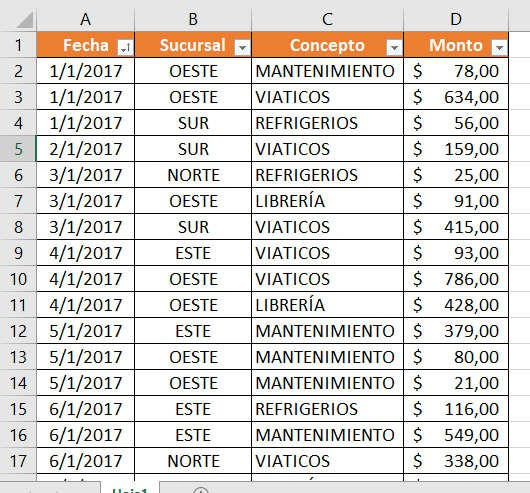 A B C D
1 Fecha Sucursal Concepto Monto
2 1/1/2017 OESTE MANTENIMIENTO $ 78,00
3 1/1/2017 OESTE VIATICOS $ 634,00
4 1/1/2017 SUR REFRIGERIOS $ 56,00
5 2/1/2017 SUR VIATICOS $ 159,00
6 3/1/2017 NORTE REFRIGERIOS $ 25,00
7 3/1/2017 OESTE LIBRERÍA $ 91,00
8 3/1/2017 SUR VIATICOS $ 415,00
9 4/1/2017 ESTE VIATICOS $ 93,00
10 4/1/2017 OESTE VIATICOS $ 786,00
11 4/1/2017 OESTE LIBRERÍA $ 428,00
12 5/1/2017 ESTE MANTENIMIENTO $ 379,00
13 5/1/2017 OESTE MANTENIMIENTO $ 80,00
14 5/1/2017 OESTE MANTENIMIENTO $ 21,00
15 6/1/2017 ESTE REFRIGERIOS $ 116,00
16 6/1/2017 ESTE MANTENIMIENTO $ 549,00
17 6/1/2017 NORTE VIATICOS $ 338,00
Hoja1